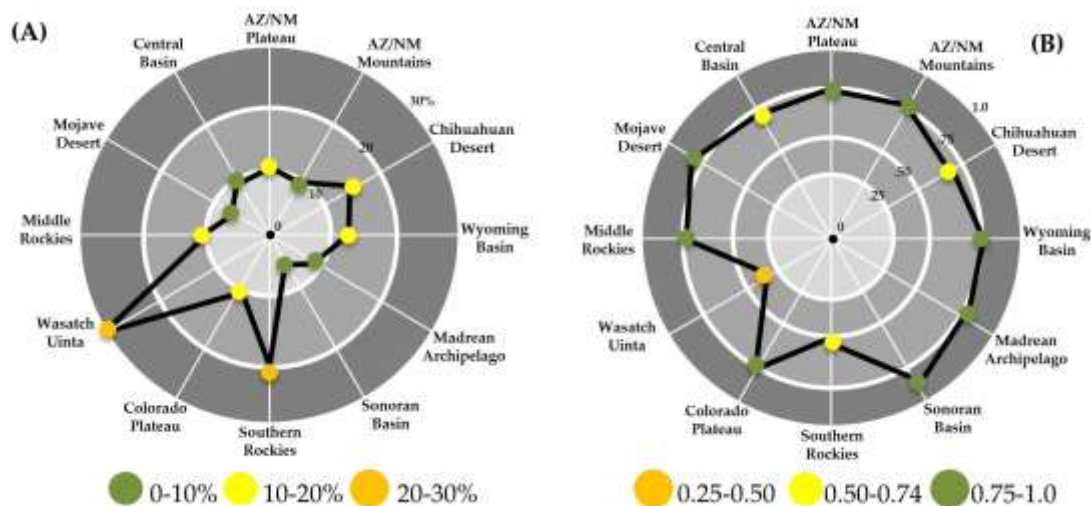 (A)
AZ/NM
Plateau
AZ/NM
Mountains
30%
Chihuahuan
Desert
20
10
0
Wyoming
Basin
Madrean
Archipelago
Sonoran
Basin
Southern
Rockies
Colorado
Plateau
Wasatch
Uinta
Middle
Rockies
Mojave
Desert
Central
Basin
0-10%
10-20%
20-30%
(B)
AZ/NM
Plateau
AZ/NM
Mountains
1.0
Chihuahuan
Desert
.75
.50
.25
0
Wyoming
Basin
Madrean
Archipelago
Sonoran
Basin
Southern
Rockies
Colorado
Plateau
Wasatch
Uinta
Middle
Rockies
Mojave
Desert
Central
Basin
0.25-0.50
0.50-0.74
0.75-1.0